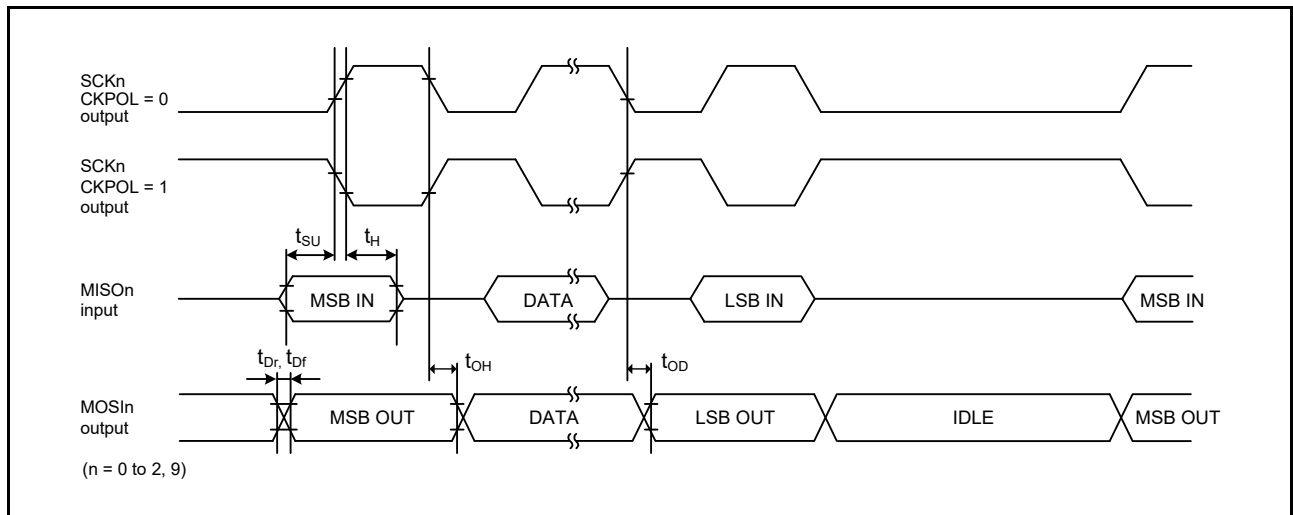 SCKn
CKPOL = 0
output
SCKn
CKPOL = 1
output
tSU
tH
MISOn
input
MSB IN
DATA
LSB IN
MSB IN
tDr, tDf
tOH
tOD
MOSIn
output
MSB OUT
DATA
LSB OUT
IDLE
MSB OUT
(n = 0 to 2, 9)